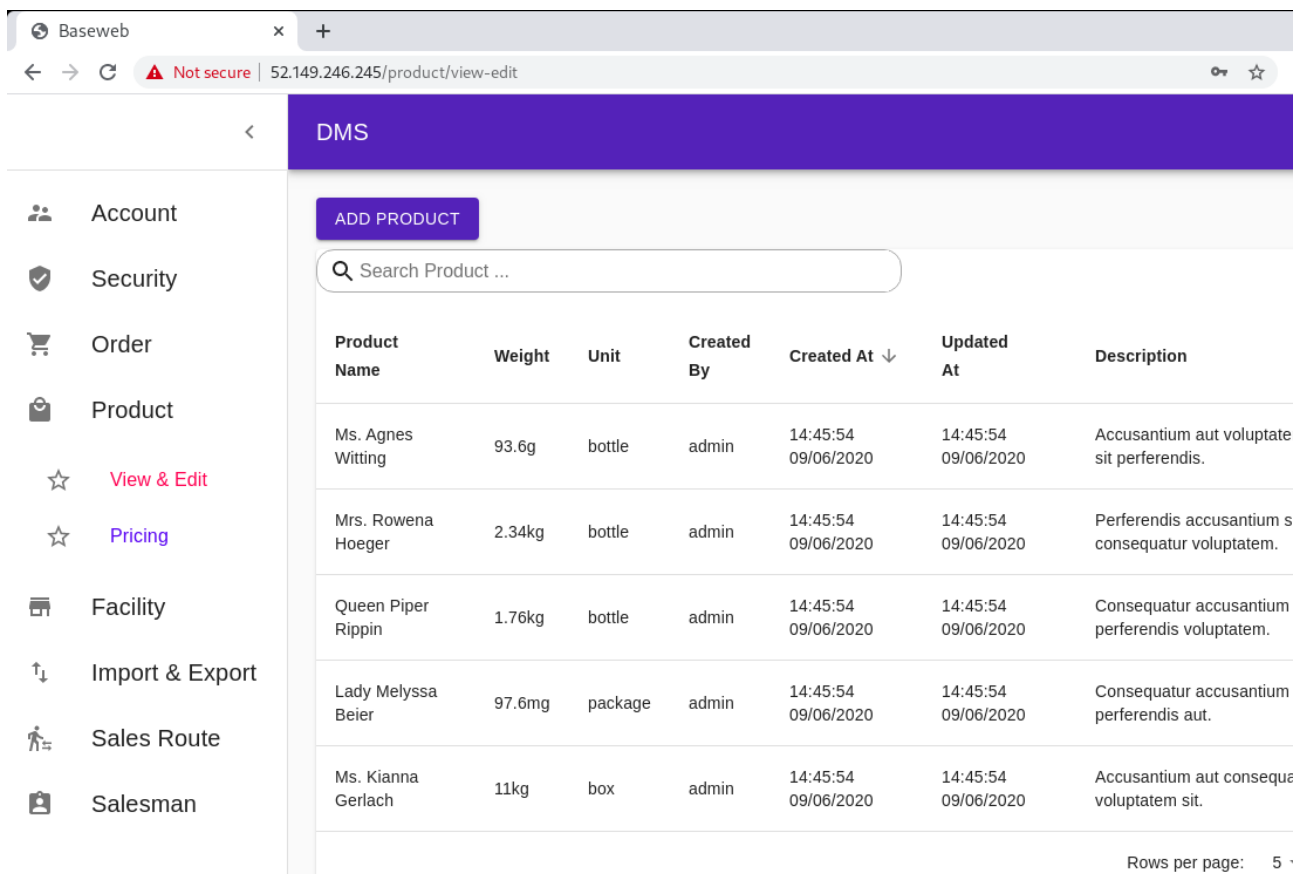 Baseweb
Not secure 52.149.246.245/product/view-edit
DMS
Account
Security
Order
Product
View & Edit
Pricing
Facility
Import & Export
Sales Route
Salesman
ADD PRODUCT
Search Product ...
Product Name Weight Unit Created By Created At Updated At Description
Ms. Agnes Witting 93.6g bottle admin 14:45:54 09/06/2020 14:45:54 09/06/2020 Accusantium aut voluptate sit perferendis.
Mrs. Rowena Hoeger 2.34kg bottle admin 14:45:54 09/06/2020 14:45:54 09/06/2020 Perferendis accusantium s consequatur voluptatem.
Queen Piper Rippin 1.76kg bottle admin 14:45:54 09/06/2020 14:45:54 09/06/2020 Consequatur accusantium perferendis voluptatem.
Lady Melyssa Beier 97.6mg package admin 14:45:54 09/06/2020 14:45:54 09/06/2020 Consequatur accusantium perferendis aut.
Ms. Kianna Gerlach 11kg box admin 14:45:54 09/06/2020 14:45:54 09/06/2020 Accusantium aut consequa voluptatem sit.
Rows per page: 5